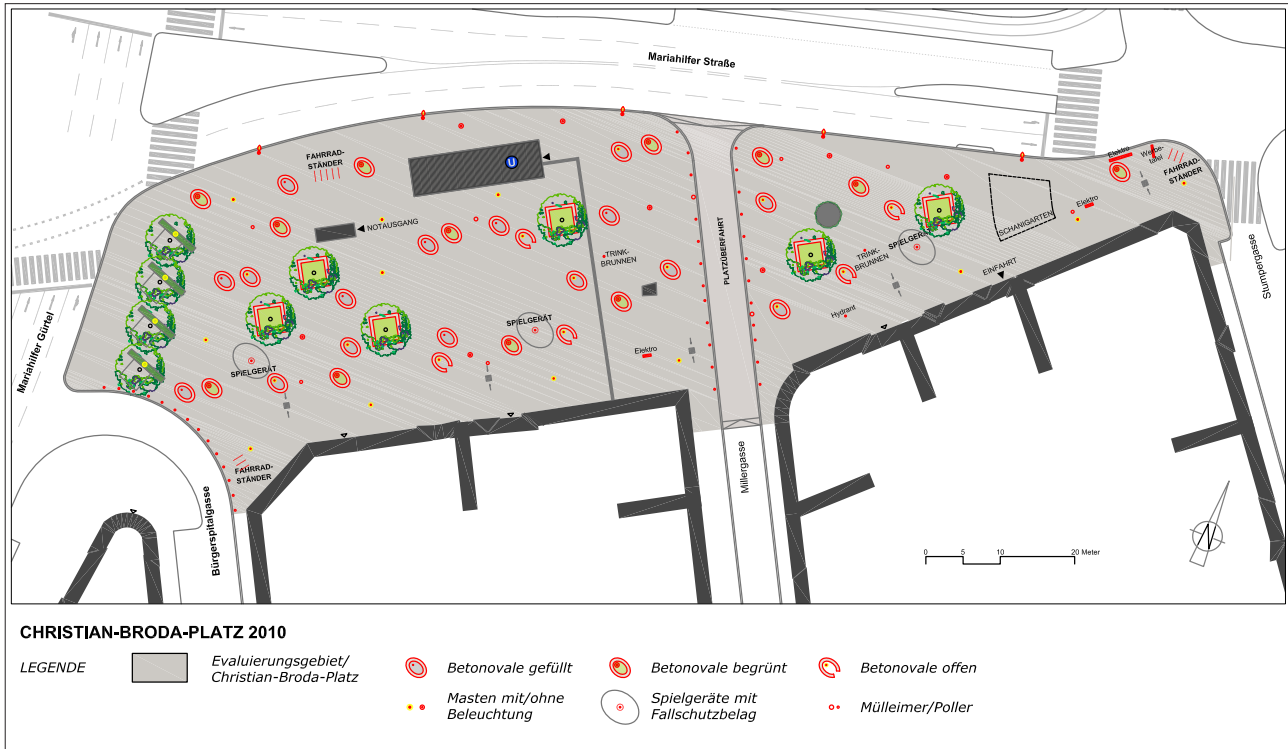 Mariahilfer Straße
FAHRRAD-
STÄNDER
U
NOTAUSGANG
TRINK-
BRUNNEN
PLATZÜBERFAHRT
SPIELGERÄT
TRINK-
BRUNNEN
SCHANIGARTEN
EINFAHRT
Elektro
Werbe-
tafel
FAHRRAD-
STÄNDER
Elektro
Hydrant
Stumpergasse
Mariahilfer Gürtel
SPIELGERÄT
SPIELGERÄT
Elektro
FAHRRAD-
STÄNDER
Bürgerspitalgasse
Millergasse
N
0 5 10 20 Meter
CHRISTIAN-BRODA-PLATZ 2010
LEGENDE
Evaluierungsgebiet/
Christian-Broda-Platz
Betonovale gefüllt
Betonovale begrünt
Betonovale offen
Masten mit/ohne
Beleuchtung
Spielgeräte mit
Fallschutzbelag
Mülleimer/Poller